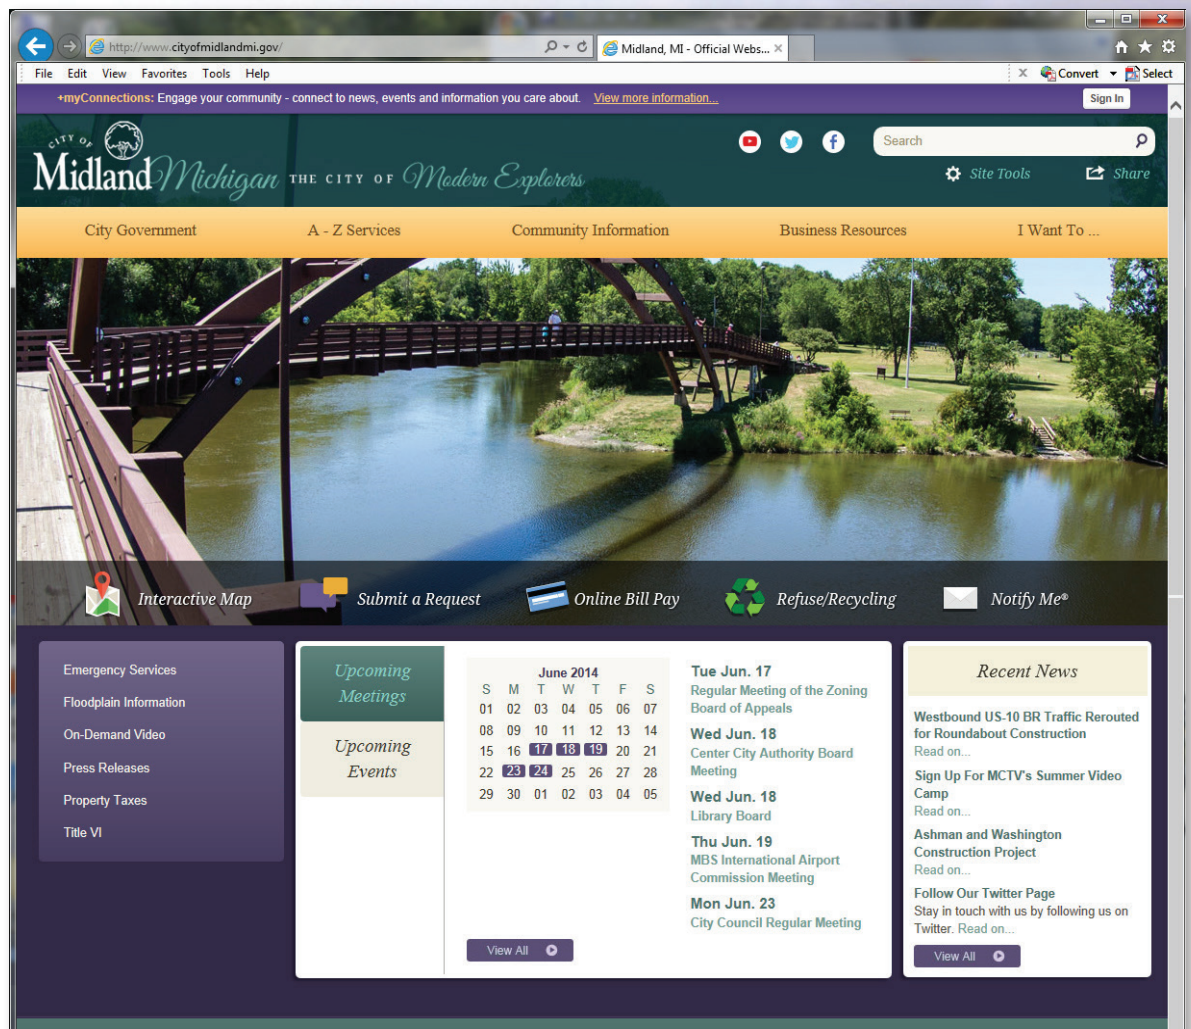 http://www.cityofmidlandmi.gov/
Midland, MI - Official Webs...
File Edit View Favorites Tools Help
Convert Select
+myConnections: Engage your community - connect to news, events and information you care about. View more information...
Sign In
CITY OF
Midland Michigan THE CITY OF Modern Explorers
Search
Site Tools Share
City Government A - Z Services Community Information Business Resources I Want To ...
Interactive Map Submit a Request Online Bill Pay Refuse/Recycling Notify Me®
Emergency Services
Floodplain Information
On-Demand Video
Press Releases
Property Taxes
Title VI
Upcoming
Meetings
Upcoming
Events
June 2014
S M T W T F S
01 02 03 04 05 06 07
08 09 10 11 12 13 14
15 16 17 18 19 20 21
22 23 24 25 26 27 28
29 30 01 02 03 04 05
View All
Tue Jun. 17
Regular Meeting of the Zoning
Board of Appeals
Wed Jun. 18
Center City Authority Board
Meeting
Wed Jun. 18
Library Board
Thu Jun. 19
MBS International Airport
Commission Meeting
Mon Jun. 23
City Council Regular Meeting
Recent News
Westbound US-10 BR Traffic Rerouted
for Roundabout Construction
Read on...
Sign Up For MCTV's Summer Video
Camp
Read on...
Ashman and Washington
Construction Project
Read on...
Follow Our Twitter Page
Stay in touch with us by following us on
Twitter. Read on...
View All